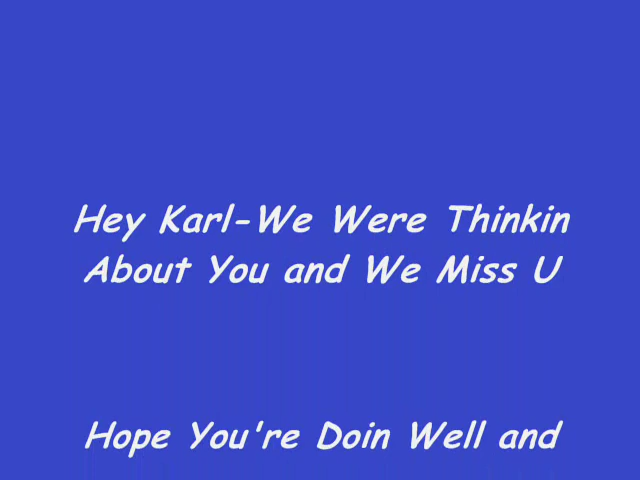 Hey Karl-We Were Thinkin
About You and We Miss U
Hope You're Doin Well and